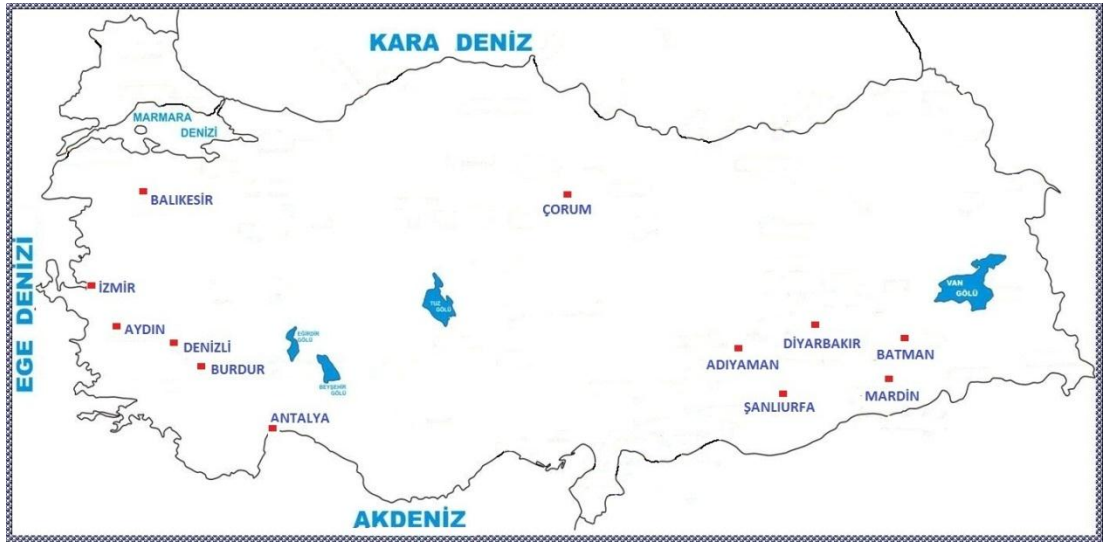 KARA DENİZ
MARMARA
DENİZİ
BALIKESİR
ÇORUM
EGE DENİZİ
İZMİR
TUZ
GÖLÜ
VAN
GÖLÜ
AYDIN
DENİZLİ
EĞİRDİR
GÖLÜ
BURDUR
BEYŞEHİR
GÖLÜ
DİYARBAKIR
BATMAN
ADIYAMAN
MARDİN
ŞANLIURFA
ANTALYA
AKDENİZ